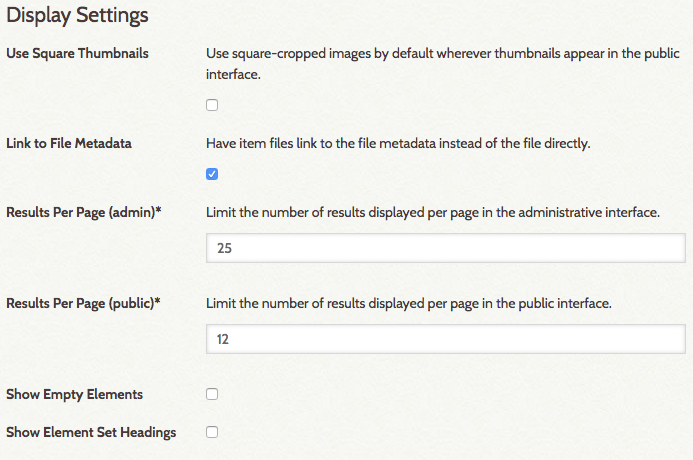 Display Settings
Use Square Thumbnails
Use square-cropped images by default wherever thumbnails appear in the public
interface.
Link to File Metadata
Have item files link to the file metadata instead of the file directly.
Results Per Page (admin)*
Limit the number of results displayed per page in the administrative interface.
25
Results Per Page (public)*
Limit the number of results displayed per page in the public interface.
12
Show Empty Elements
Show Element Set Headings